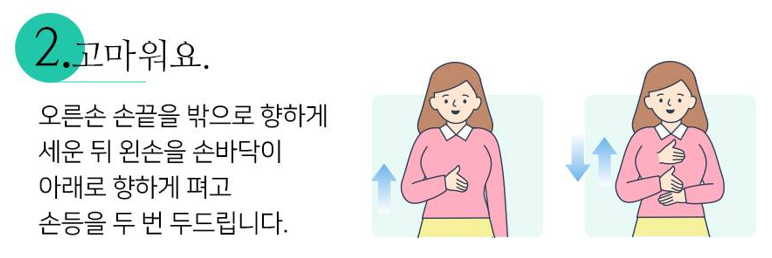 2.고마워요.
오른손 손끝을 밖으로 향하게
세운 뒤 왼손을 손바닥이
아래로 향하게 펴고
손등을 두 번 두드립니다.